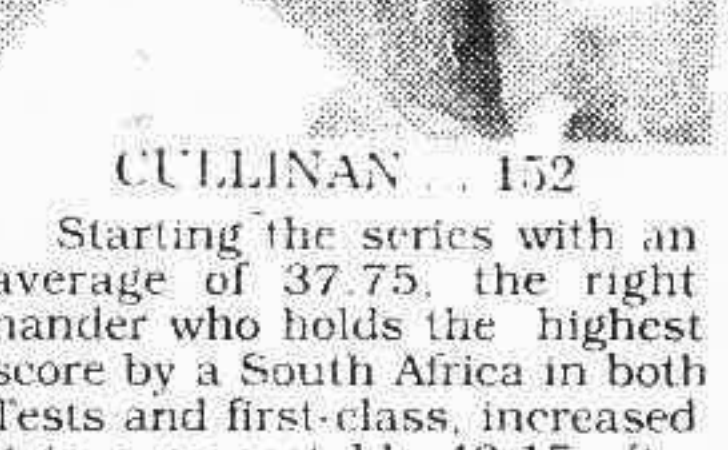 CULLINAN . . 152
Starting the series with an
average of 37.75, the right
hander who holds the highest
score by a South Africa in both
Tests and first-class, increased